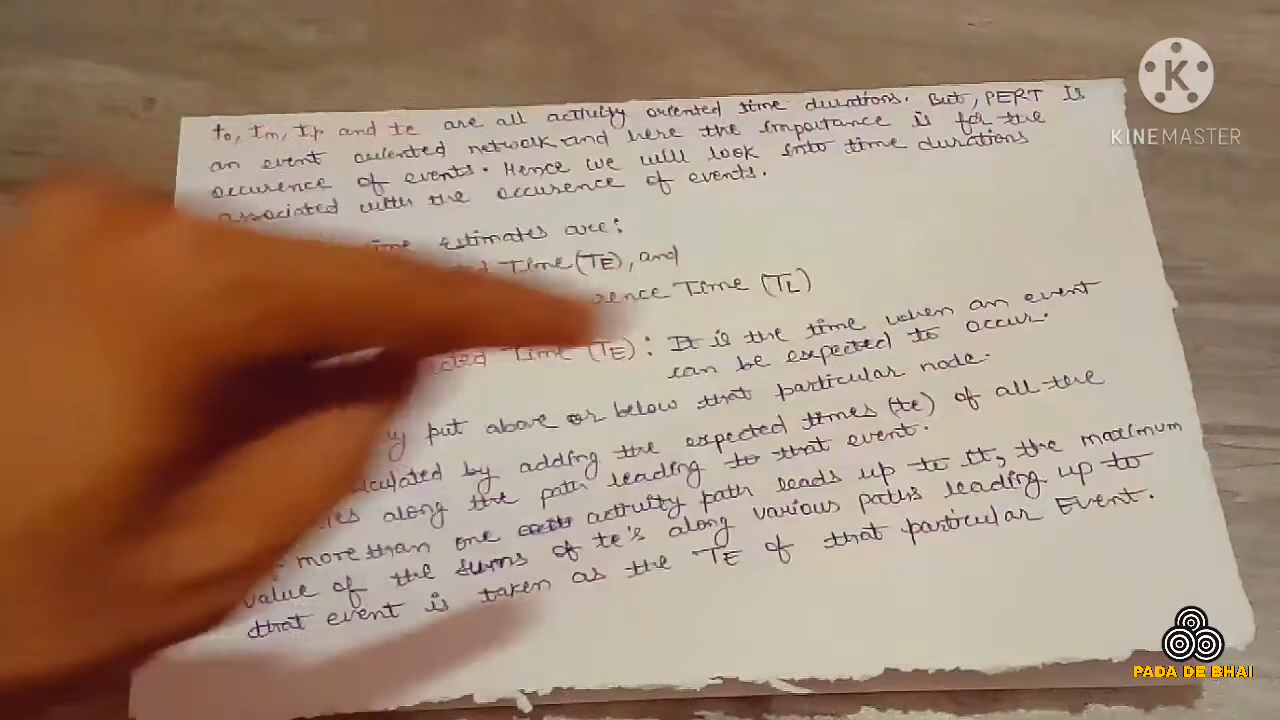 to, tm, tp and te are all activity oriented time durations. But, PERT is
an event oriented network and here the importance is for the
occurence of events. Hence we will look into time durations
associated with the occurence of events.
time estimates are:
Time (TE), and
Time (TL)
Time (TE): It is the time when an event
can be expected to occur.
put above or below that particular node.
by adding the expected times (te) of all the
along the path leading to that event.
more than one activity path leads up to it, the maximum
value of the sums of te's along various paths leading up to
that event is taken as the TE of that particular Event.
KINEMASTER
PADA DE BHAI